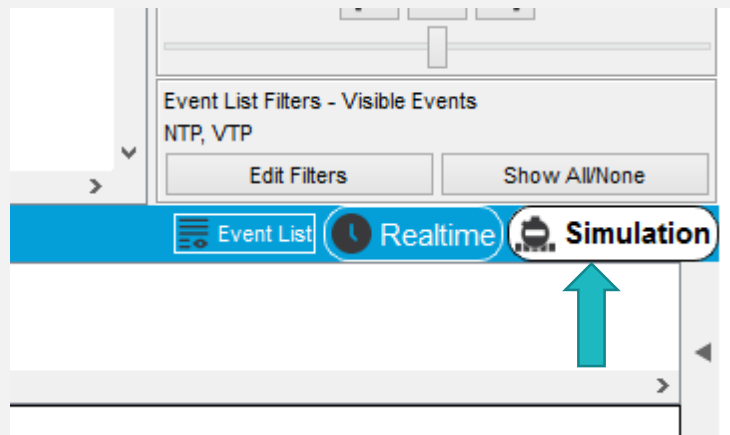 Event List Filters - Visible Events
NTP, VTP
Edit Filters Show All/None
Event List Realtime Simulation